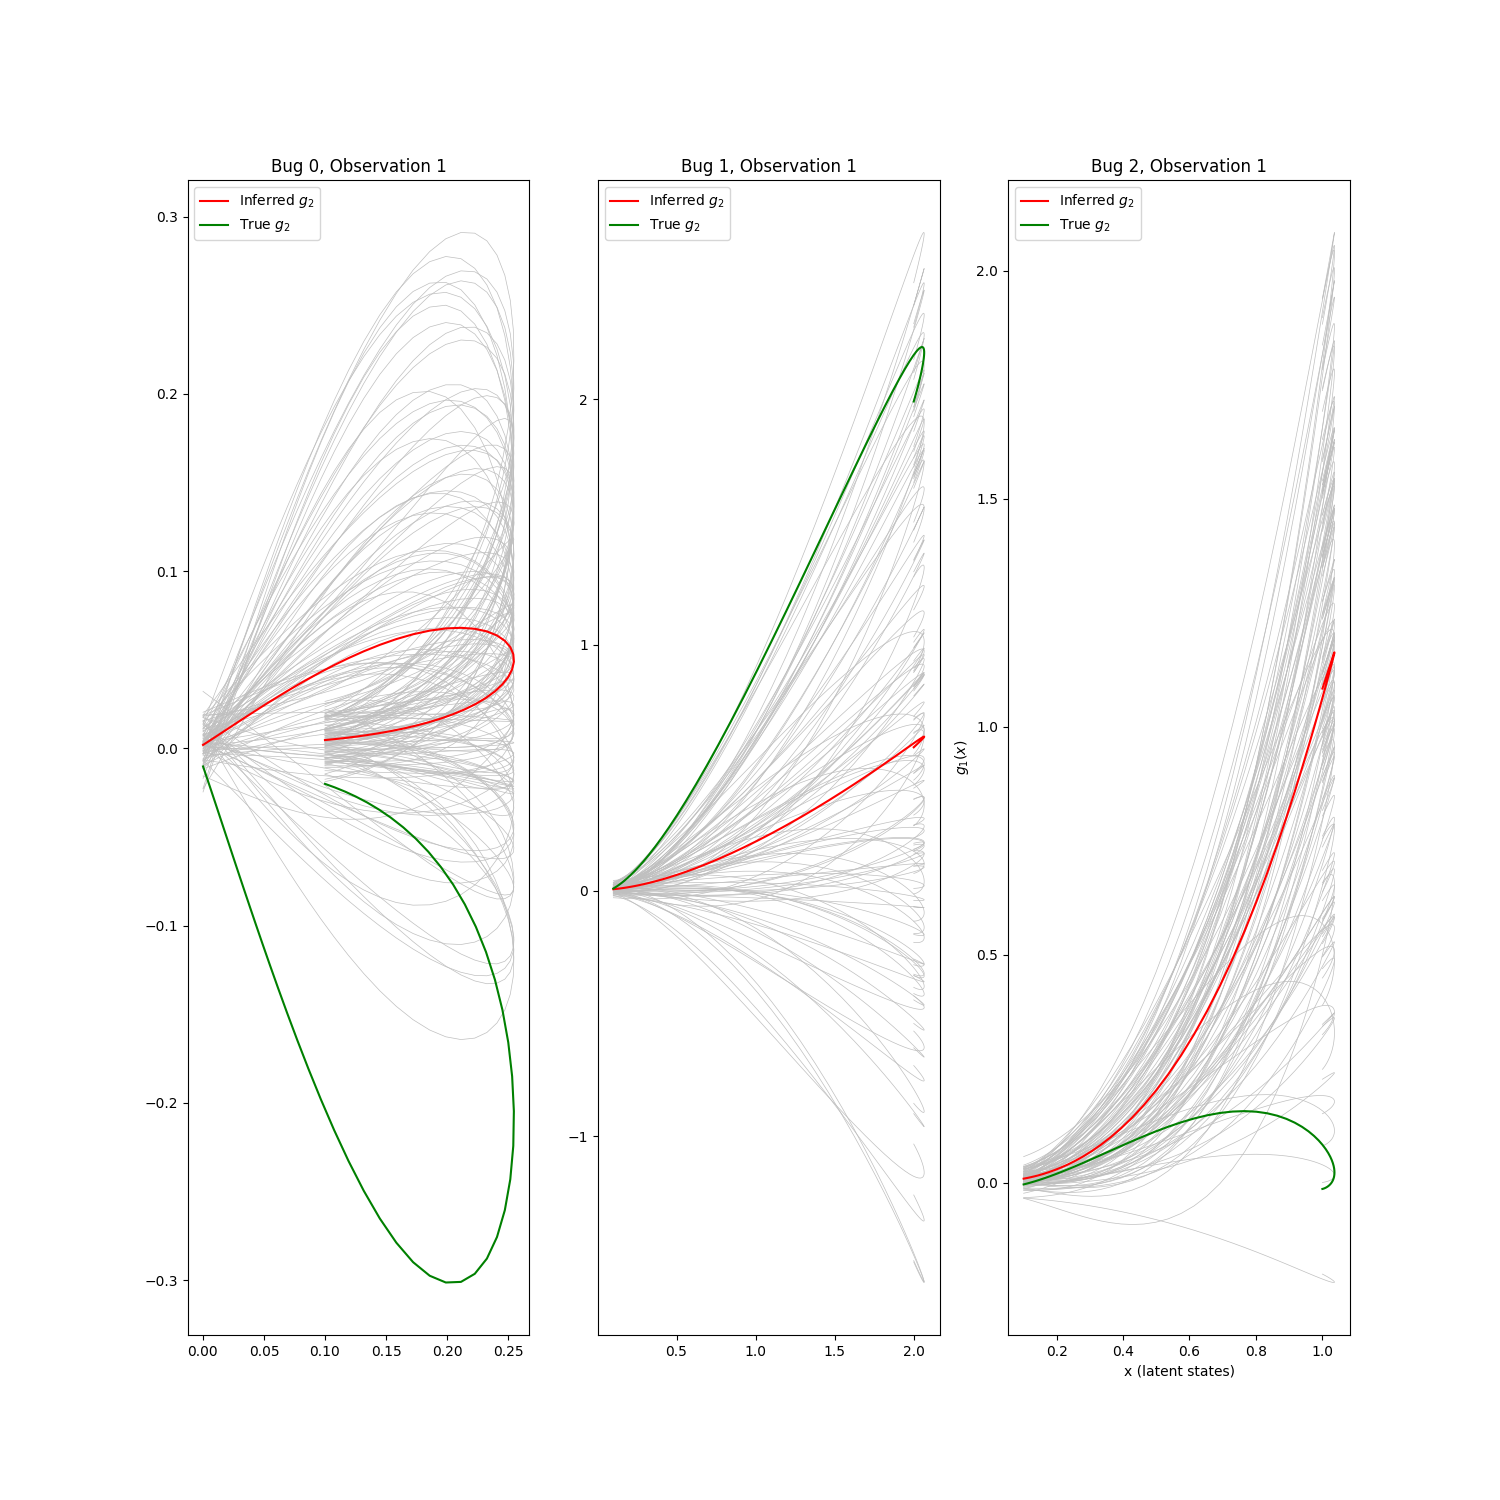 Bug 0, Observation 1
Inferred g₂
True g₂
0.3
0.2
0.1
0.0
−0.1
−0.2
−0.3
0.00 0.05 0.10 0.15 0.20 0.25
Bug 1, Observation 1
Inferred g₂
True g₂
2
1
0
−1
0.5 1.0 1.5 2.0
Bug 2, Observation 1
Inferred g₂
True g₂
g₁(x)
2.0
1.5
1.0
0.5
0.0
0.2 0.4 0.6 0.8 1.0
x (latent states)